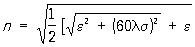 n = √(1/2 [√(ε² + (60λσ)²) + ε